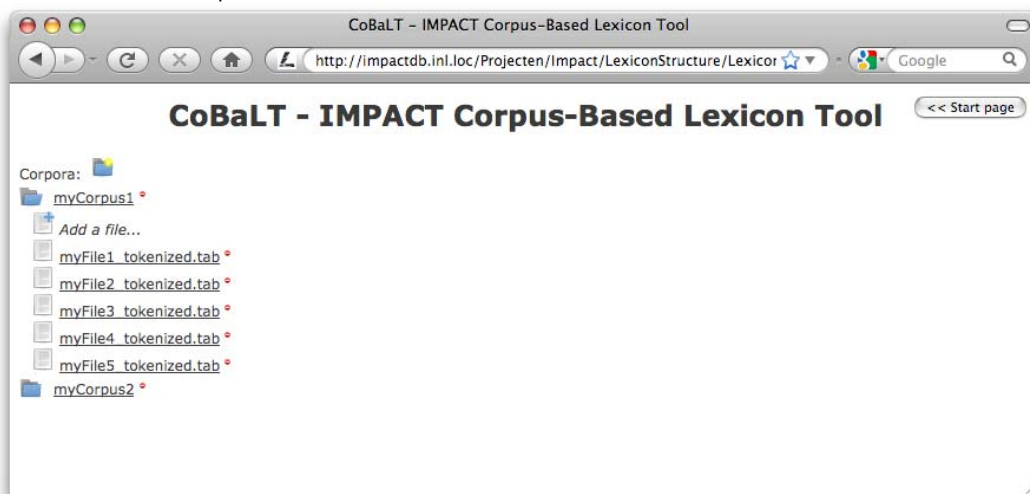 CoBaLT – IMPACT Corpus-Based Lexicon Tool
http://impactdb.inl.loc/Projecten/Impact/LexiconStructure/Lexicor
Google
CoBaLT - IMPACT Corpus-Based Lexicon Tool
<< Start page
Corpora:
myCorpus1
Add a file...
myFile1_tokenized.tab
myFile2_tokenized.tab
myFile3_tokenized.tab
myFile4_tokenized.tab
myFile5_tokenized.tab
myCorpus2